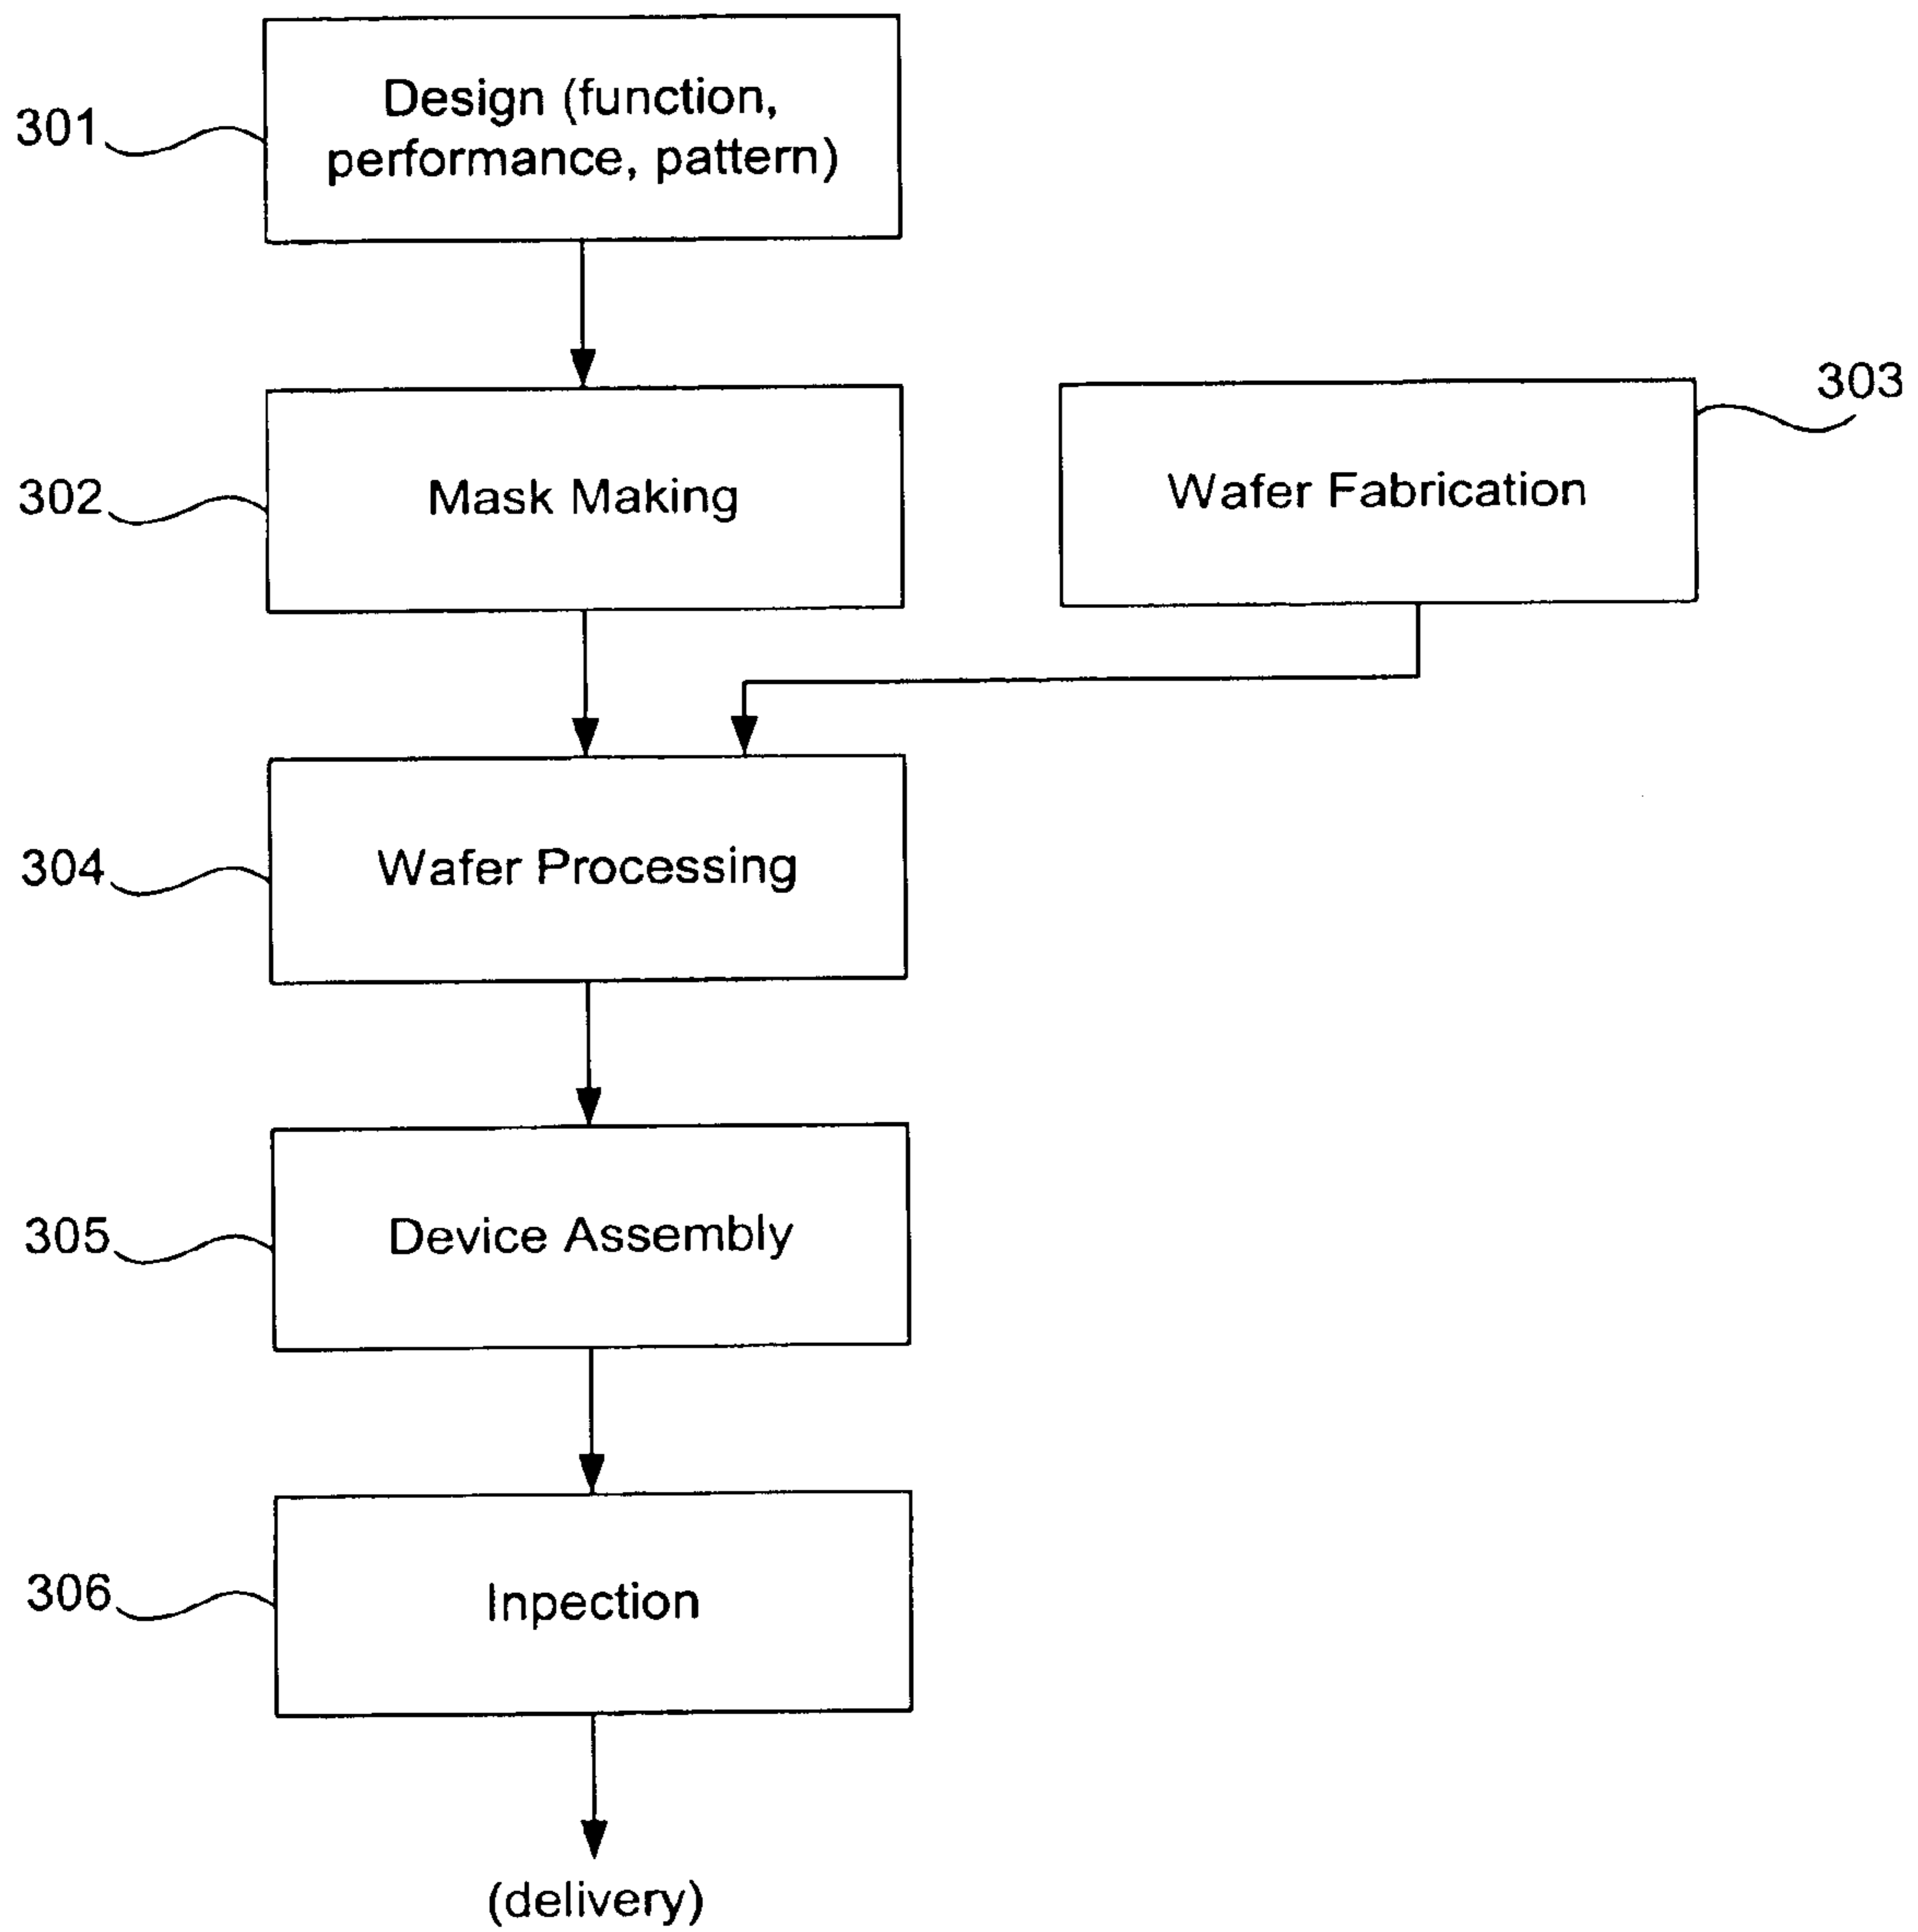 301
Design (function,
performance, pattern)
302
Mask Making
303
Wafer Fabrication
304
Wafer Processing
305
Device Assembly
306
Inpection
(delivery)